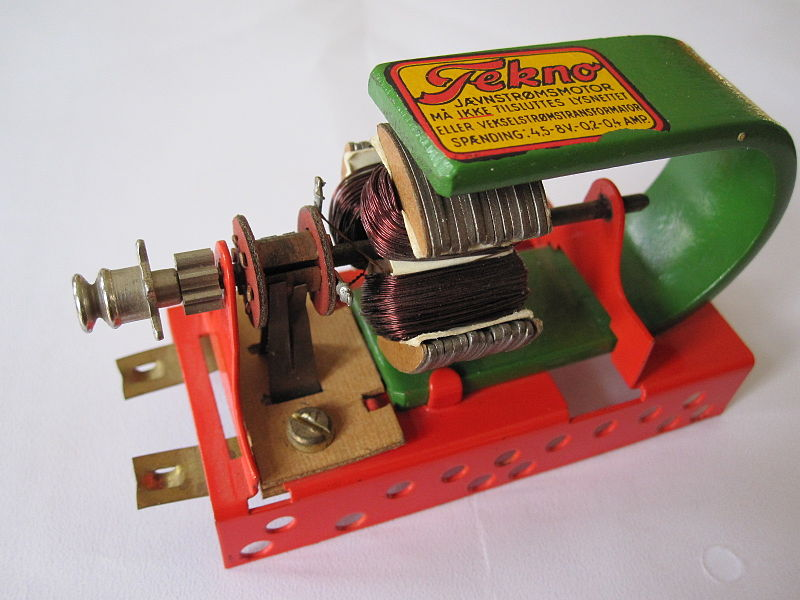 Tekno
JÆVNSTRØMSMOTOR
MÅ IKKE TILSLUTTES LYSNETTET
ELLER VEKSELSTRØMSTRANSFORMATOR
SPÆNDING: 4,5-8V.-0,2-0,4 AMP.